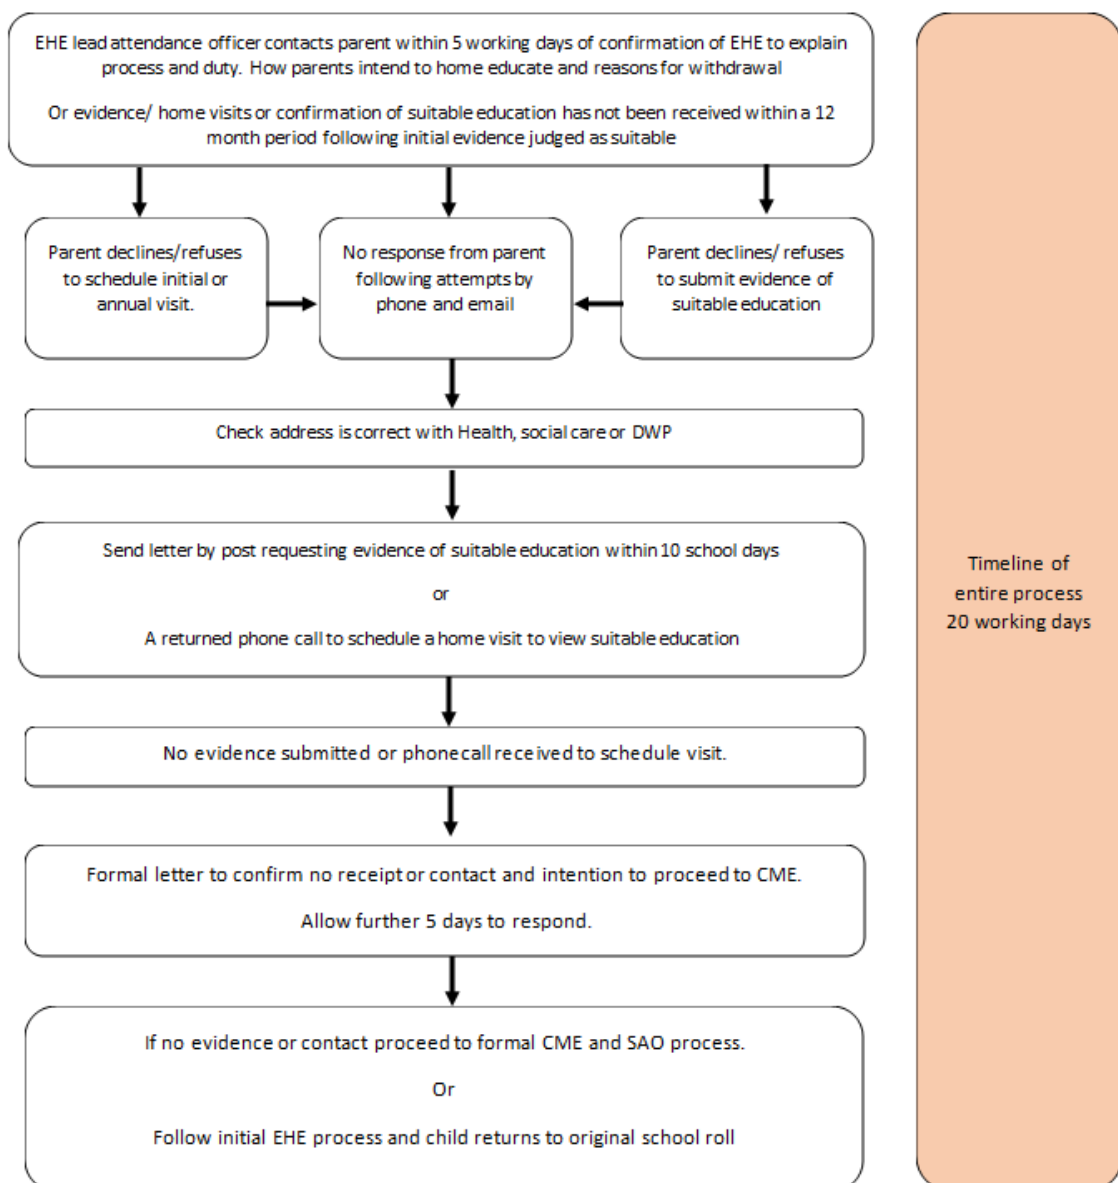 EHE lead attendance officer contacts parent within 5 working days of confirmation of EHE to explain
process and duty. How parents intend to home educate and reasons for withdrawal
Or evidence/ home visits or confirmation of suitable education has not been received within a 12
month period following initial evidence judged as suitable
Parent declines/refuses
to schedule initial or
annual visit.
No response from parent
following attempts by
phone and email
Parent declines/ refuses
to submit evidence of
suitable education
Check address is correct with Health, social care or DWP
Send letter by post requesting evidence of suitable education within 10 school days
or
A returned phone call to schedule a home visit to view suitable education
No evidence submitted or phonecall received to schedule visit.
Formal letter to confirm no receipt or contact and intention to proceed to CME.
Allow further 5 days to respond.
If no evidence or contact proceed to formal CME and SAO process.
Or
Follow initial EHE process and child returns to original school roll
Timeline of
entire process
20 working days